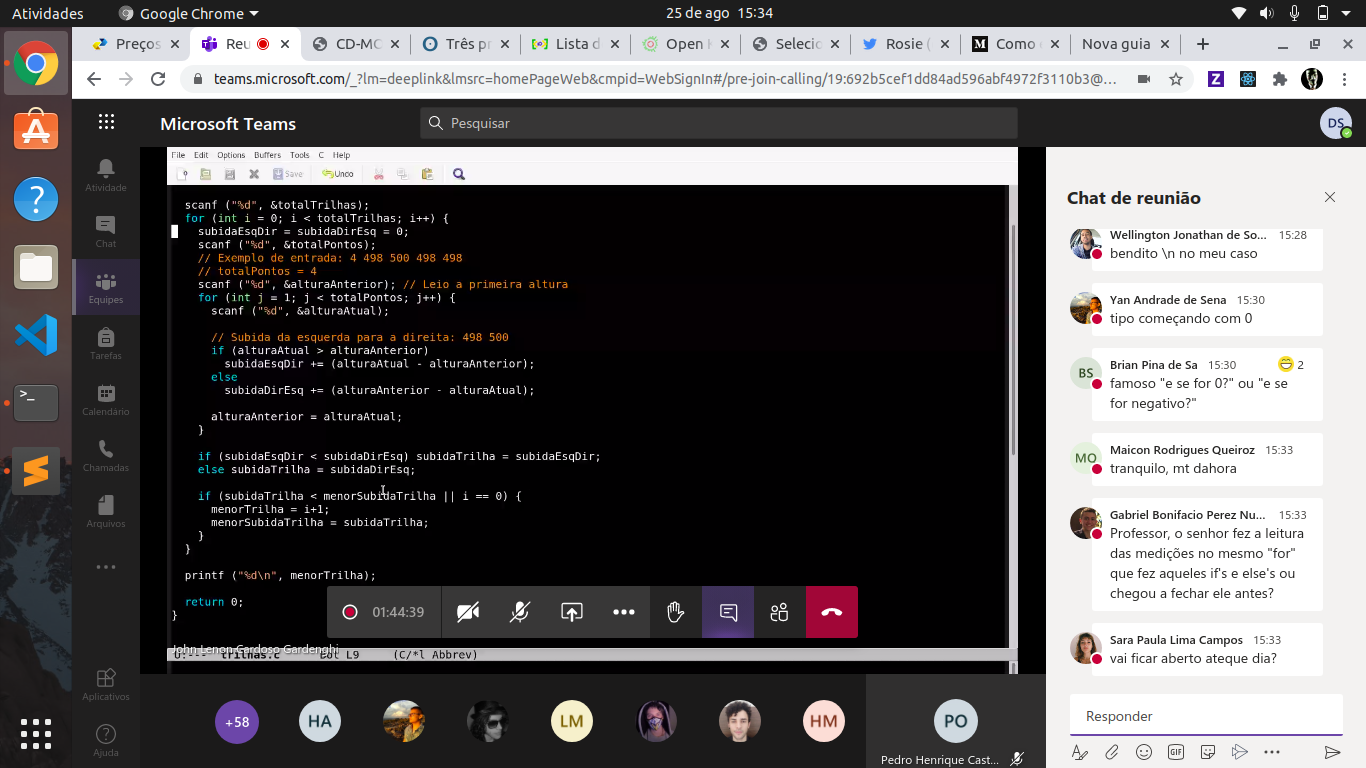 Atividades
Google Chrome
25 de ago 15:34
Preços
Reu
CD-MO
Três p
Lista d
Open
Selecio
Rosie (
Como
Nova guia
teams.microsoft.com/_?lm=deeplink&lmsrc=homePageWeb&cmpid=WebSignIn#/pre-join-calling/19:692b5cef1dd84ad596abf4972f3110b3@...
Microsoft Teams
Pesquisar
DS
Atividade
Chat
Equipes
Tarefas
Calendário
Chamadas
Arquivos
Aplicativos
Ajuda
File Edit Options Buffers Tools C Help
Save Undo
scanf ("%d", &totalTrilhas);
for (int i = 0; i < totalTrilhas; i++) {
subidaEsqDir = subidaDirEsq = 0;
scanf ("%d", &totalPontos);
// Exemplo de entrada: 4 498 500 498 498
// totalPontos = 4
scanf ("%d", &alturaAnterior); // Leio a primeira altura
for (int j = 1; j < totalPontos; j++) {
scanf ("%d", &alturaAtual);
// Subida da esquerda para a direita: 498 500
if (alturaAtual > alturaAnterior)
subidaEsqDir += (alturaAtual - alturaAnterior);
else
subidaDirEsq += (alturaAnterior - alturaAtual);
alturaAnterior = alturaAtual;
}
if (subidaEsqDir < subidaDirEsq) subidaTrilha = subidaEsqDir;
else subidaTrilha = subidaDirEsq;
if (subidaTrilha < menorSubidaTrilha || i == 0) {
menorTrilha = i+1;
menorSubidaTrilha = subidaTrilha;
}
}
printf ("%d\n", menorTrilha);
return 0;
}
01:44:39
John Lenon Cardoso Gardenghi
trilhas.c Bot L9 (C/*l Abbrev)
+58
HA
LM
HM
PO
Pedro Henrique Cast...
Chat de reunião
Wellington Jonathan de So... 15:28
bendito \n no meu caso
Yan Andrade de Sena 15:30
tipo começando com 0
BS
Brian Pina de Sa 15:30 2
famoso "e se for 0?" ou "e se
for negativo?"
MO
Maicon Rodrigues Queiroz 15:33
tranquilo, mt dahora
Gabriel Bonifacio Perez Nu... 15:33
Professor, o senhor fez a leitura
das medições no mesmo "for"
que fez aqueles if's e else's ou
chegou a fechar ele antes?
Sara Paula Lima Campos 15:33
vai ficar aberto ateque dia?
Responder
GIF